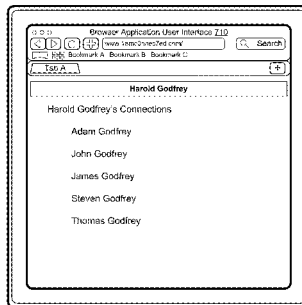 Browser Application User Interface 710
Search
Bookmark A Bookmark B Bookmark C
Tab A
+
Harold Godfrey
Harold Godfrey's Connections
Adam Godfrey
John Godfrey
James Godfrey
Steven Godfrey
Thomas Godfrey